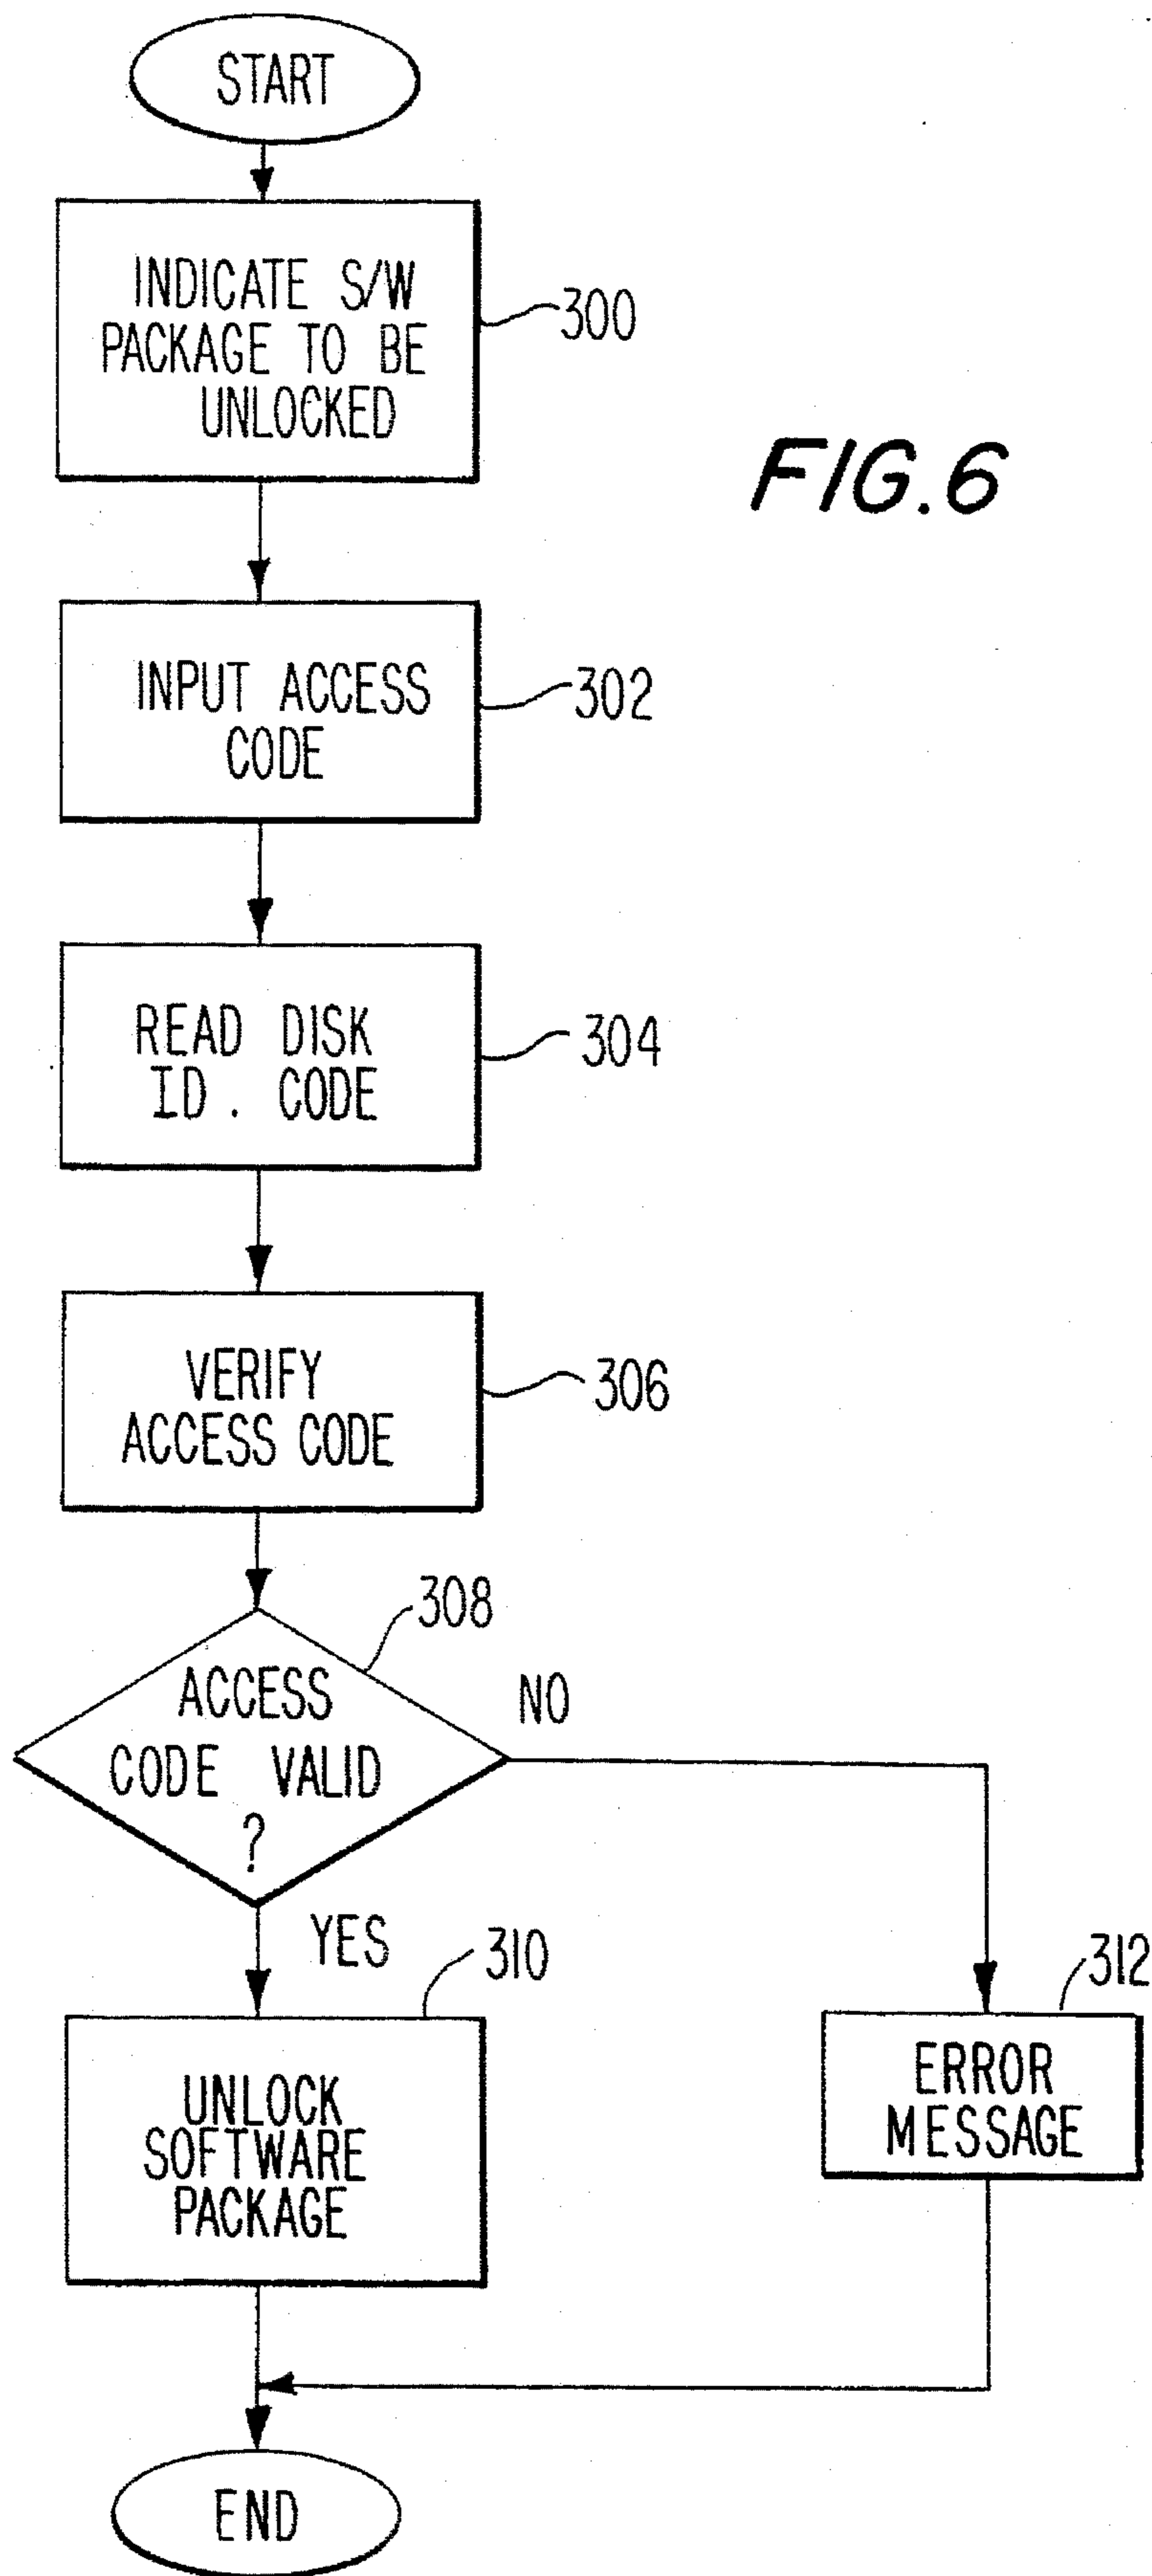 START
INDICATE S/W
PACKAGE TO BE
UNLOCKED
300
FIG.6
INPUT ACCESS
CODE
302
READ DISK
ID. CODE
304
VERIFY
ACCESS CODE
306
308
ACCESS
CODE VALID
?
NO
YES
310
312
UNLOCK
SOFTWARE
PACKAGE
ERROR
MESSAGE
END